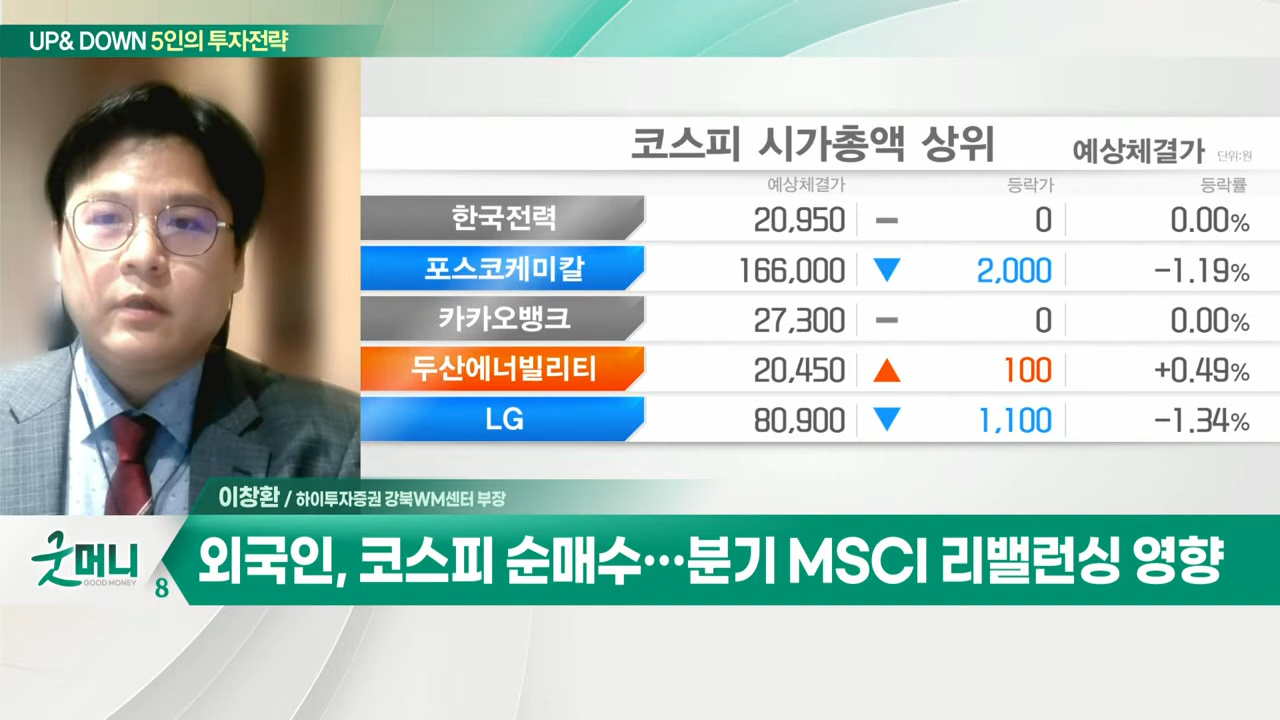 UP& DOWN 5인의 투자전략
코스피 시가총액 상위 예상체결가 단위:원
예상체결가 등락가 등락률
한국전력 20,950 − 0 0.00%
포스코케미칼 166,000 ▼ 2,000 −1.19%
카카오뱅크 27,300 − 0 0.00%
두산에너빌리티 20,450 ▲ 100 +0.49%
LG 80,900 ▼ 1,100 −1.34%
이창환 / 하이투자증권 강북WM센터 부장
굿머니
GOOD MONEY
8
외국인, 코스피 순매수…분기 MSCI 리밸런싱 영향